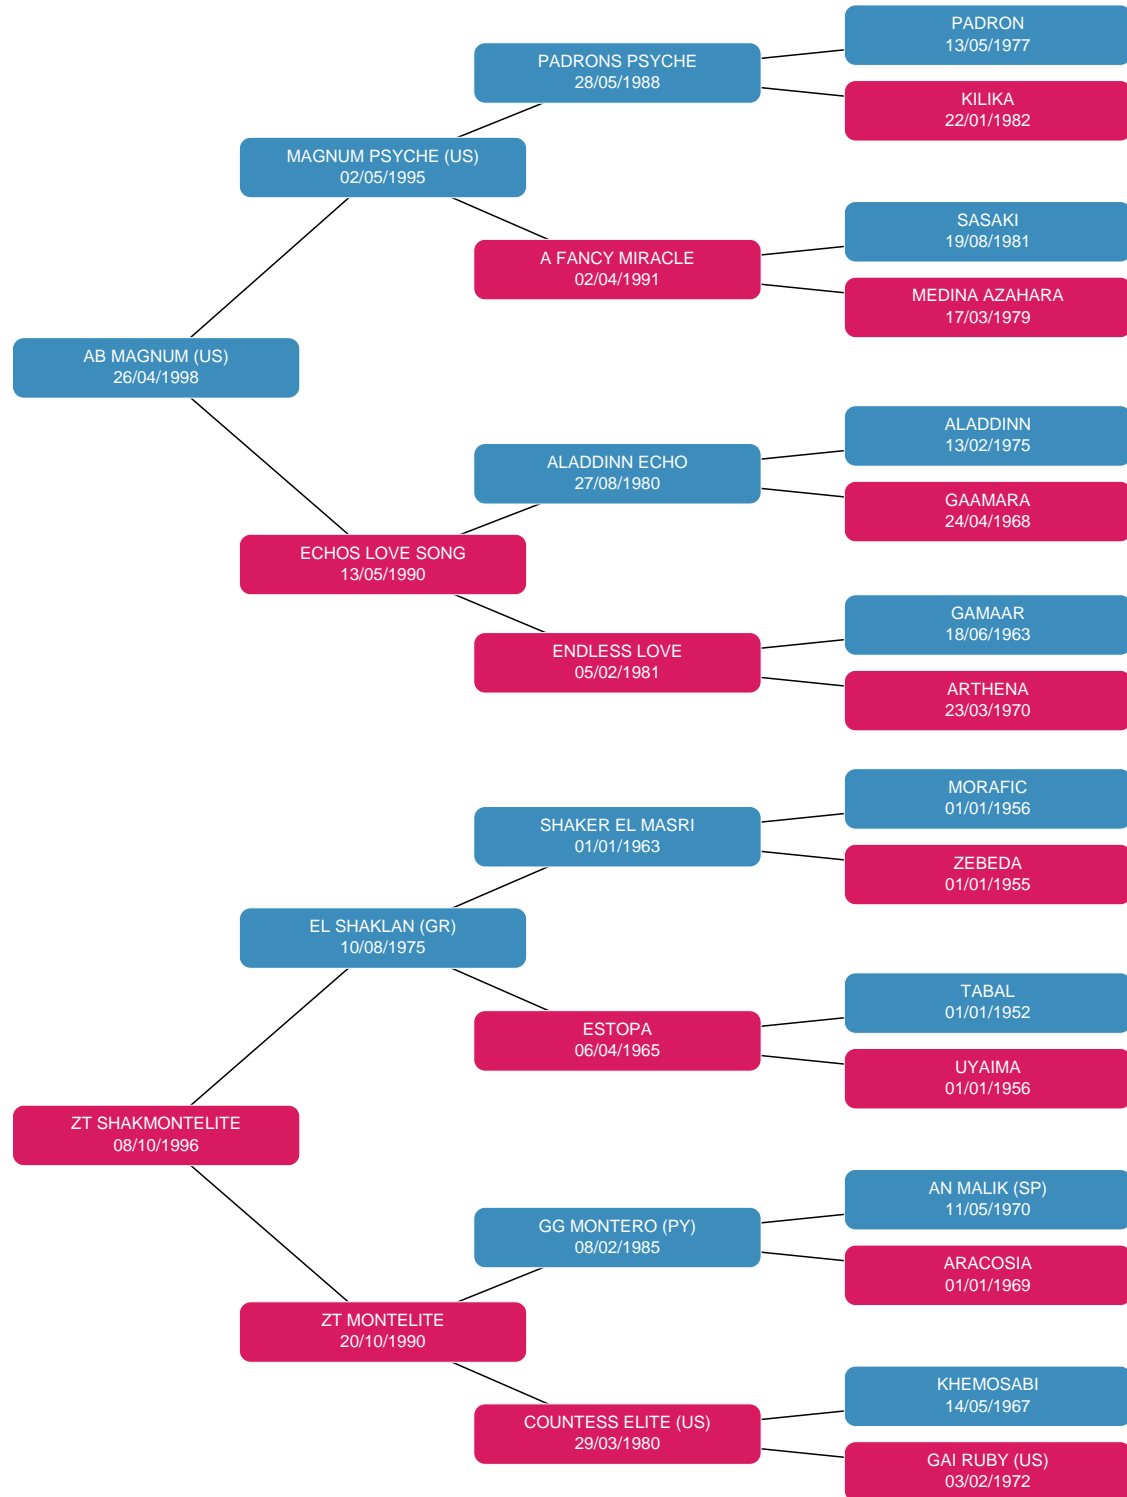 PADRON
13/05/1977
PADRONS PSYCHE
28/05/1988
KILIKA
22/01/1982
MAGNUM PSYCHE (US)
02/05/1995
SASAKI
19/08/1981
A FANCY MIRACLE
02/04/1991
MEDINA AZAHARA
17/03/1979
AB MAGNUM (US)
26/04/1998
ALADDINN
13/02/1975
ALADDINN ECHO
27/08/1980
GAAMARA
24/04/1968
ECHOS LOVE SONG
13/05/1990
GAMAAR
18/06/1963
ENDLESS LOVE
05/02/1981
ARTHENA
23/03/1970
MORAFIC
01/01/1956
SHAKER EL MASRI
01/01/1963
ZEBEDA
01/01/1955
EL SHAKLAN (GR)
10/08/1975
TABAL
01/01/1952
ESTOPA
06/04/1965
UYAIMA
01/01/1956
ZT SHAKMONTELITE
08/10/1996
AN MALIK (SP)
11/05/1970
GG MONTERO (PY)
08/02/1985
ARACOSIA
01/01/1969
ZT MONTELITE
20/10/1990
KHEMOSABI
14/05/1967
COUNTESS ELITE (US)
29/03/1980
GAI RUBY (US)
03/02/1972